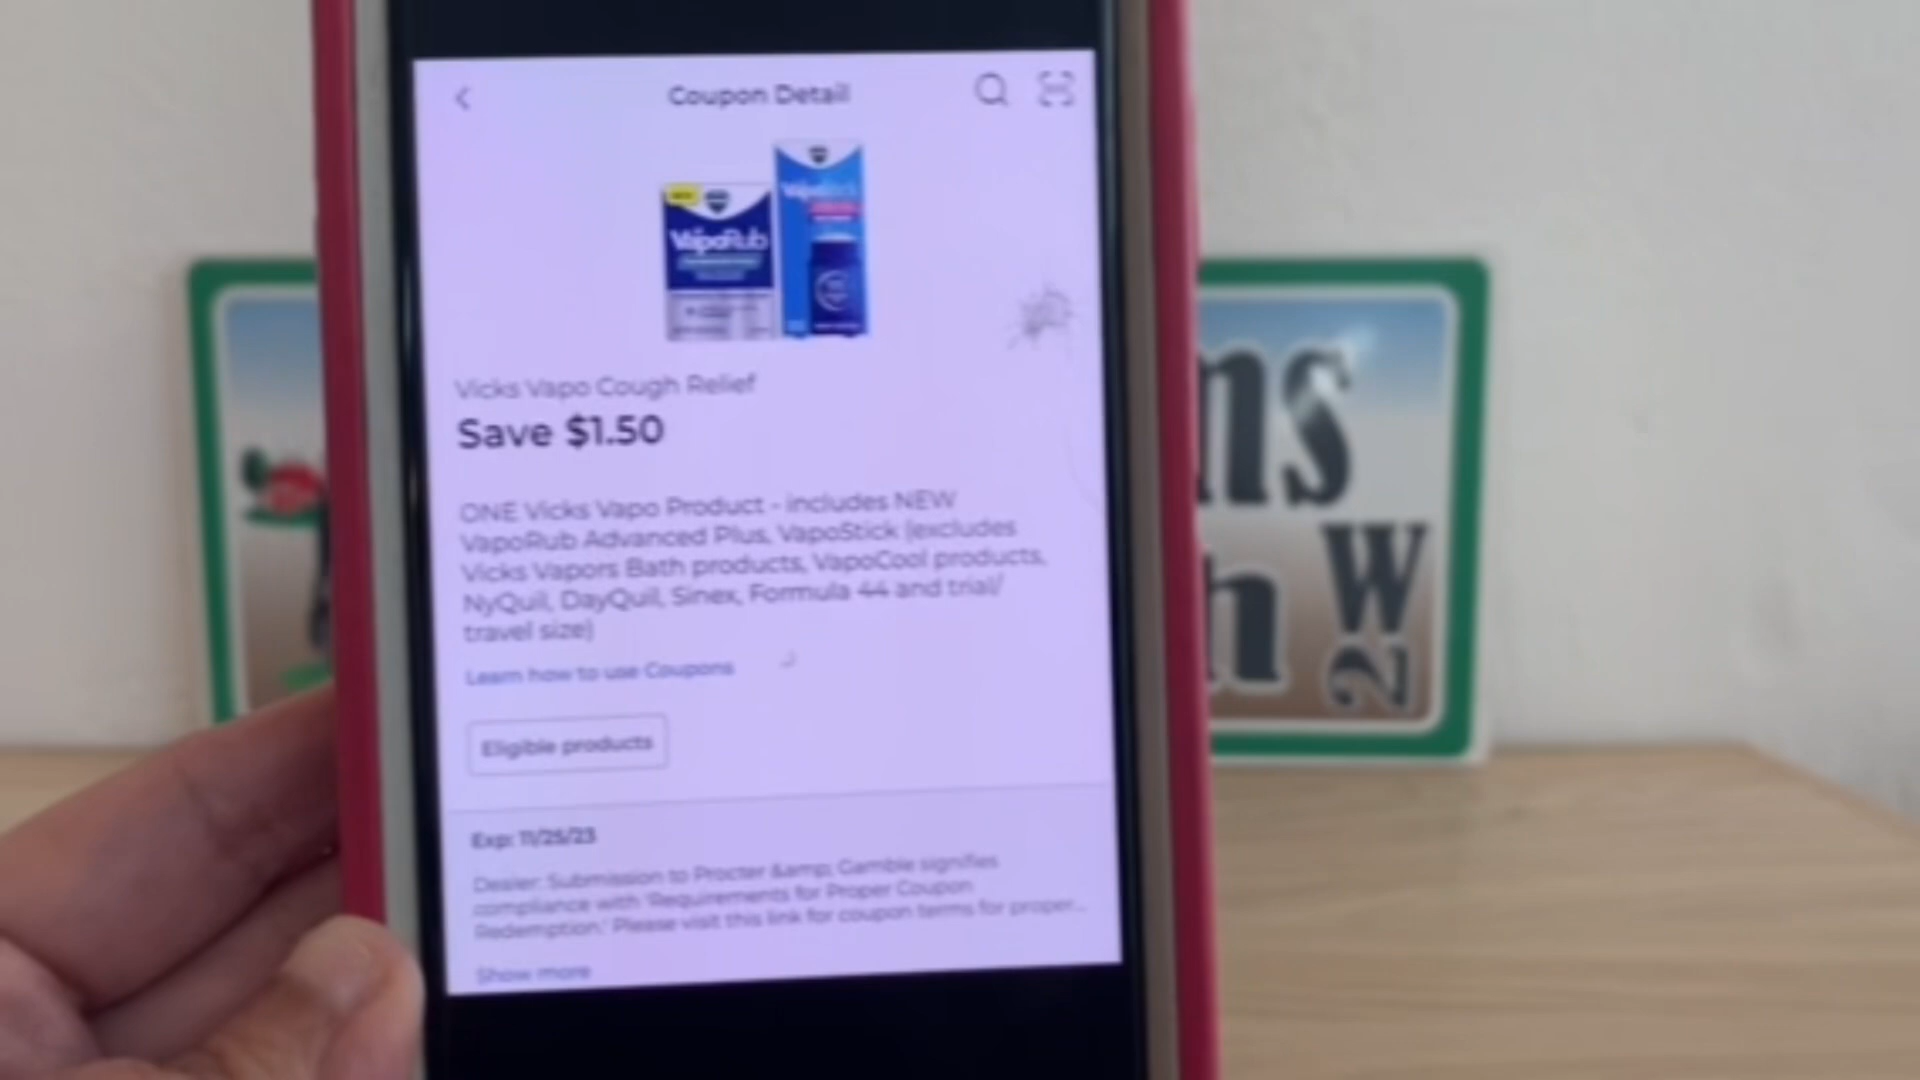 Coupon Detail
VapoRub
Vicks Vapo Cough Relief
Save $1.50
ONE Vicks Vapo Product - includes NEW
VapoRub Advanced Plus, VapoStick (excludes
Vicks Vapors Bath products, VapoCool products,
NyQuil, DayQuil, Sinex, Formula 44 and trial/
travel size)
Learn how to use Coupons
Eligible products
Exp: 11/25/23
Dealer: Submission to Procter &amp; Gamble signifies
compliance with 'Requirements for Proper Coupon
Redemption.' Please visit this link for coupon terms for proper...
Show more
ns
h
W
2